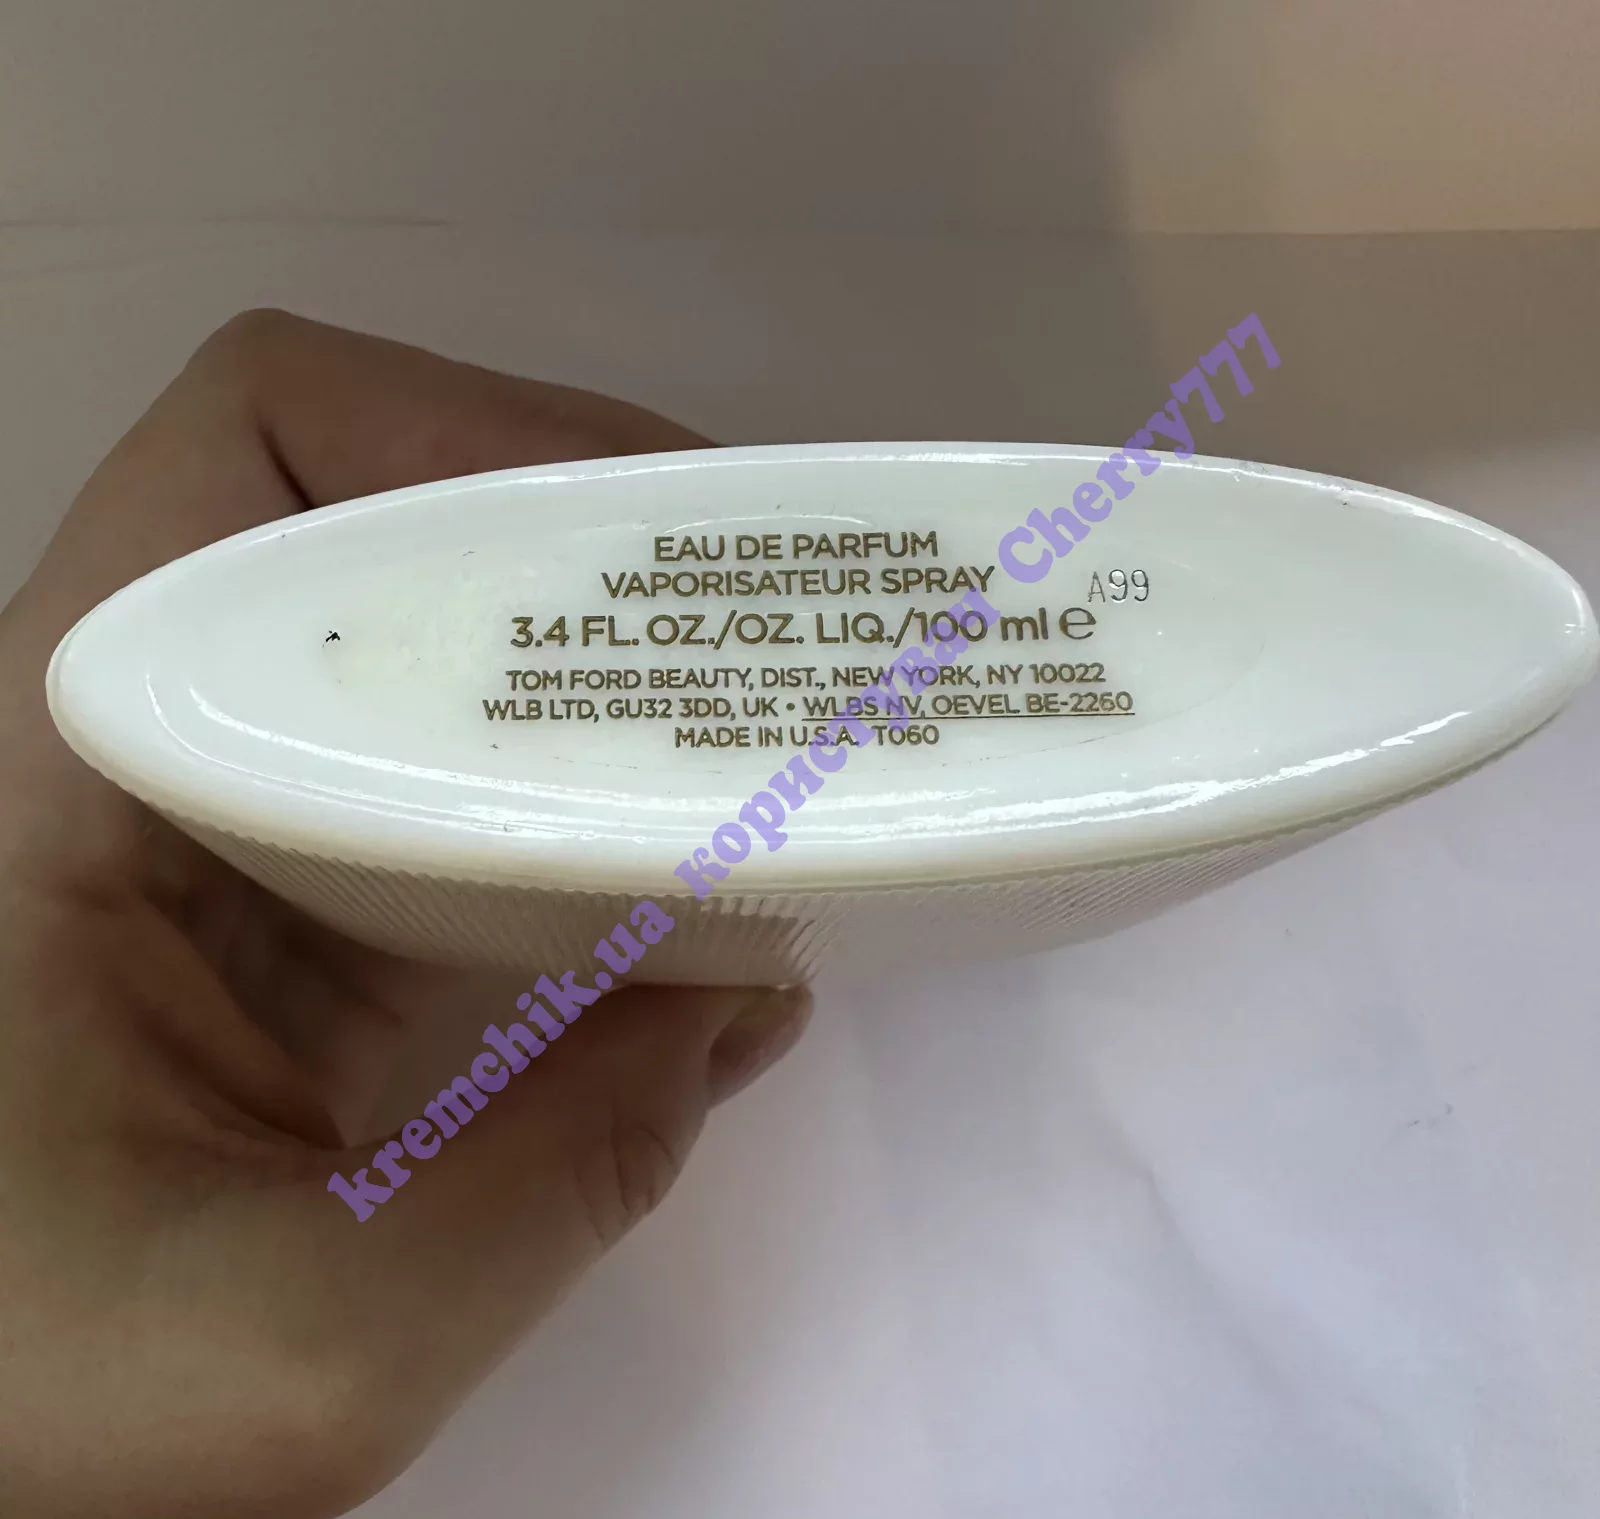 EAU DE PARFUM
VAPORISATEUR SPRAY
A99
3.4 FL. OZ./OZ. LIQ./100 ml ℮
TOM FORD BEAUTY, DIST., NEW YORK, NY 10022
WLB LTD, GU32 3DD, UK • WLBS NV, OEVEL BE-2260
MADE IN U.S.A. T060
kremchik.ua користувач Cherry777